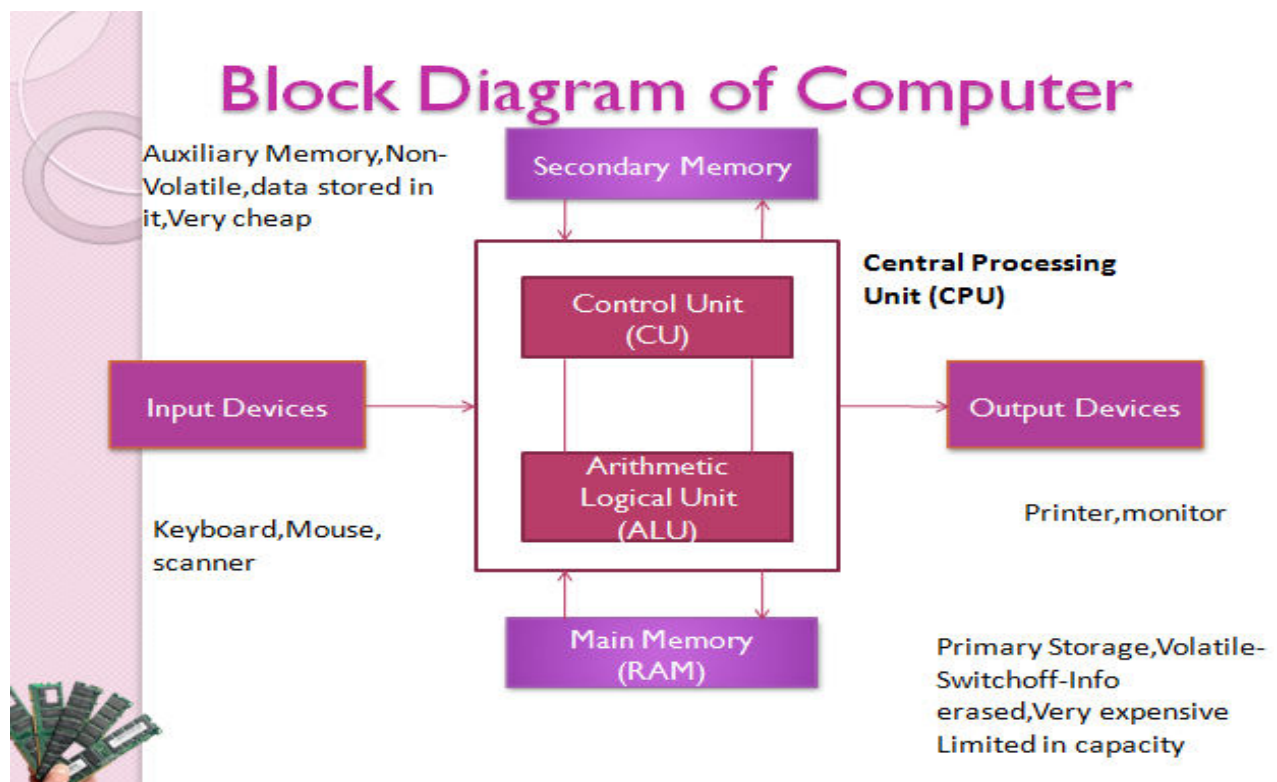 Block Diagram of Computer
Auxiliary Memory,Non-
Volatile,data stored in
it,Very cheap
Secondary Memory
Central Processing
Unit (CPU)
Control Unit
(CU)
Input Devices
Output Devices
Arithmetic
Logical Unit
(ALU)
Keyboard,Mouse,
scanner
Printer,monitor
Main Memory
(RAM)
Primary Storage,Volatile-
Switchoff-Info
erased,Very expensive
Limited in capacity